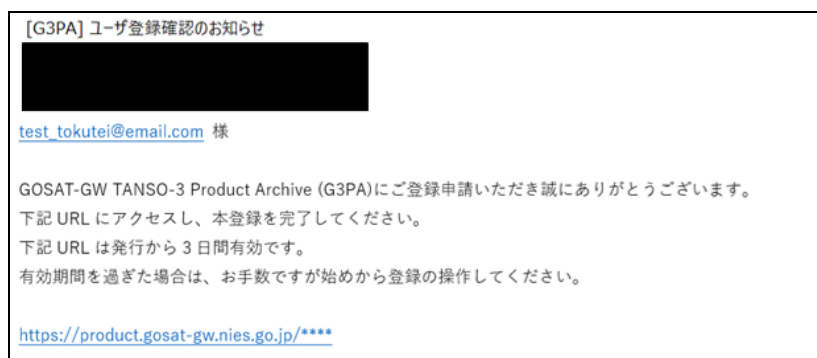 [G3PA] ユーザ登録確認のお知らせ
test_tokutei@email.com 様
GOSAT-GW TANSO-3 Product Archive (G3PA)にご登録申請いただき誠にありがとうございます。
下記 URL にアクセスし、本登録を完了してください。
下記 URL は発行から 3 日間有効です。
有効期間を過ぎた場合は、お手数ですが始めから登録の操作してください。
https://product.gosat-gw.nies.go.jp/****